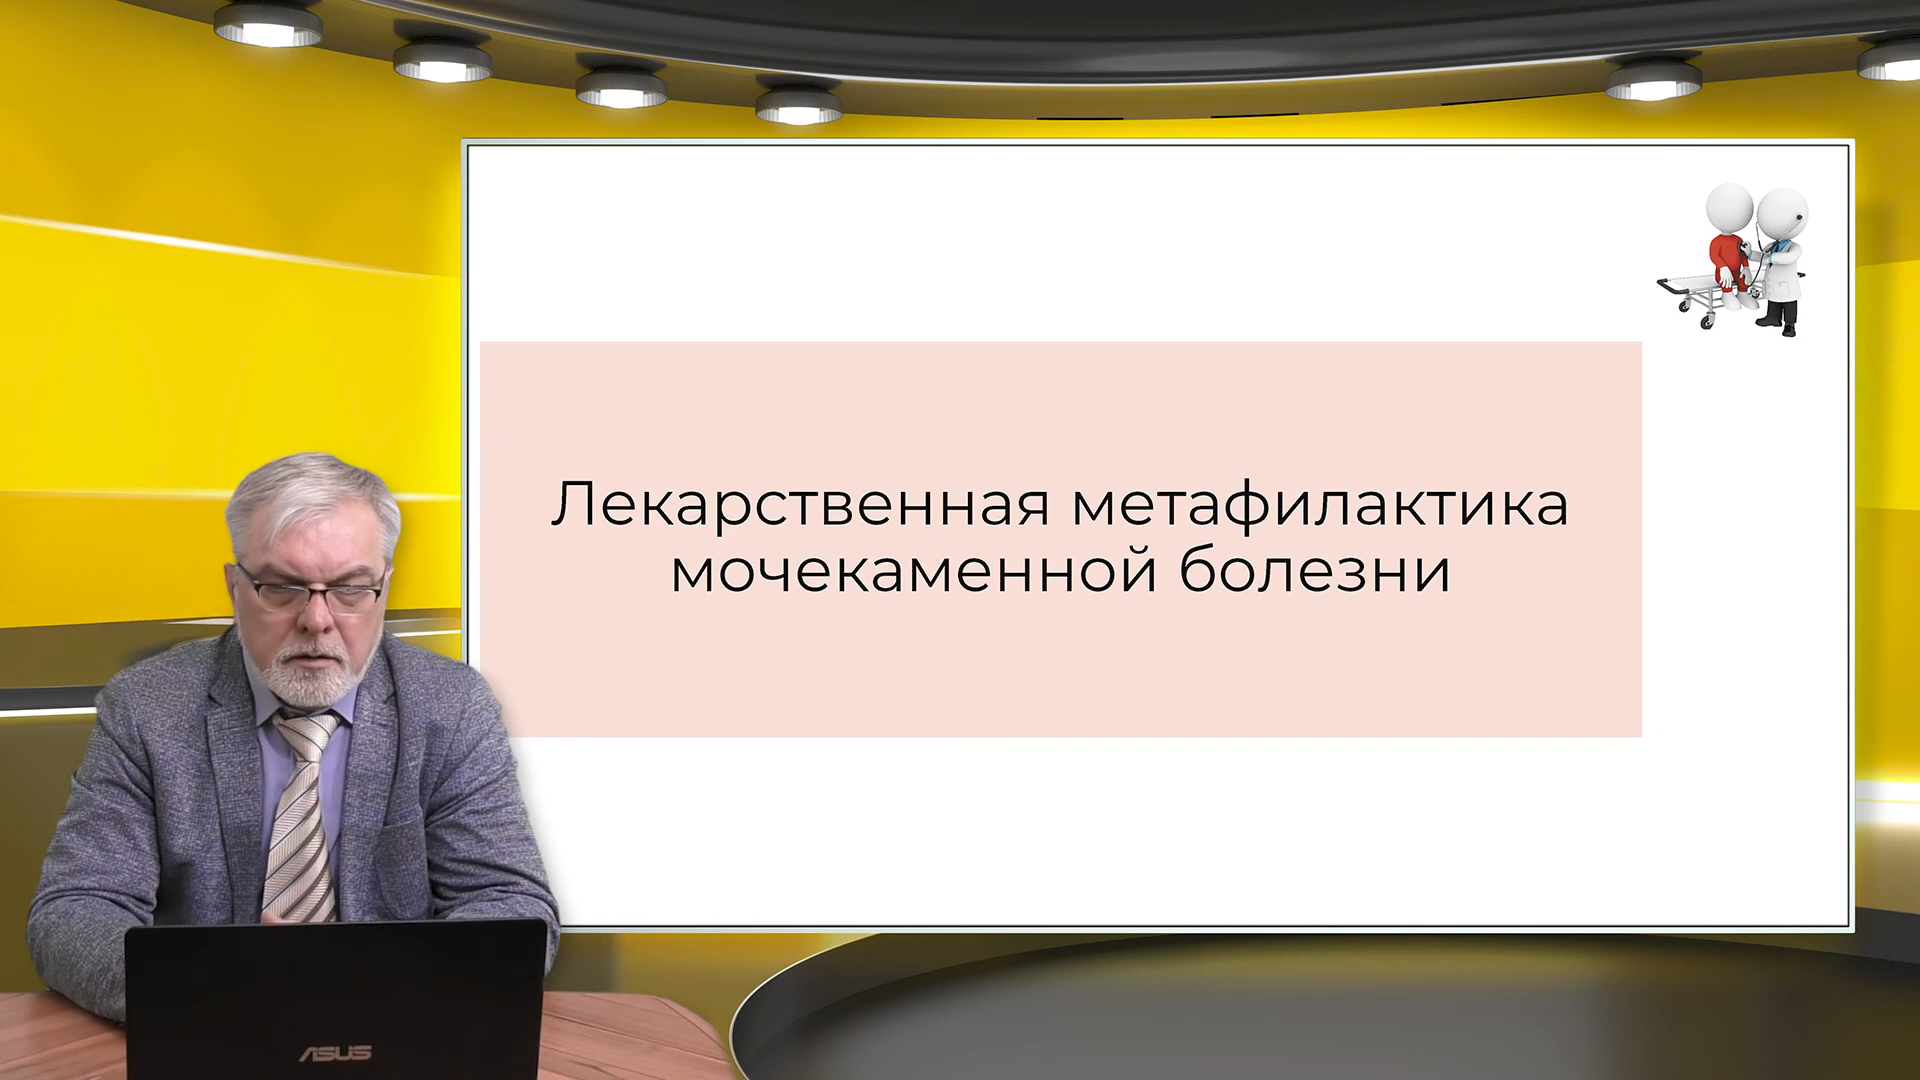 Лекарственная метафилактика
мочекаменной болезни
ASUS